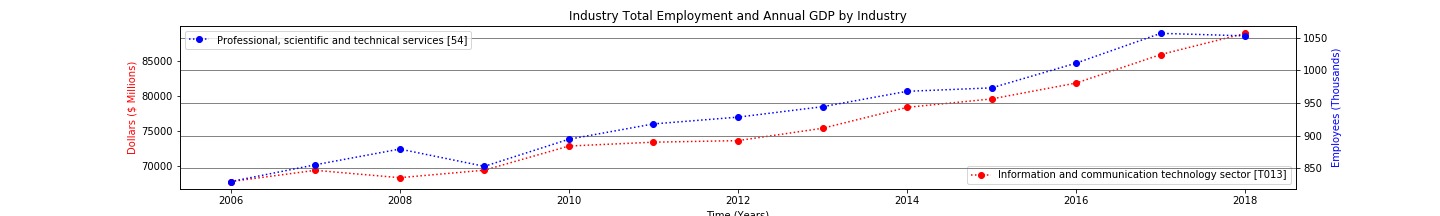 Industry Total Employment and Annual GDP by Industry
Professional, scientific and technical services [54]
Information and communication technology sector [T013]
Dollars ($ Millions)
85000
80000
75000
70000
Employees (Thousands)
1050
1000
950
900
850
2006
2008
2010
2012
2014
2016
2018
Time (Years)